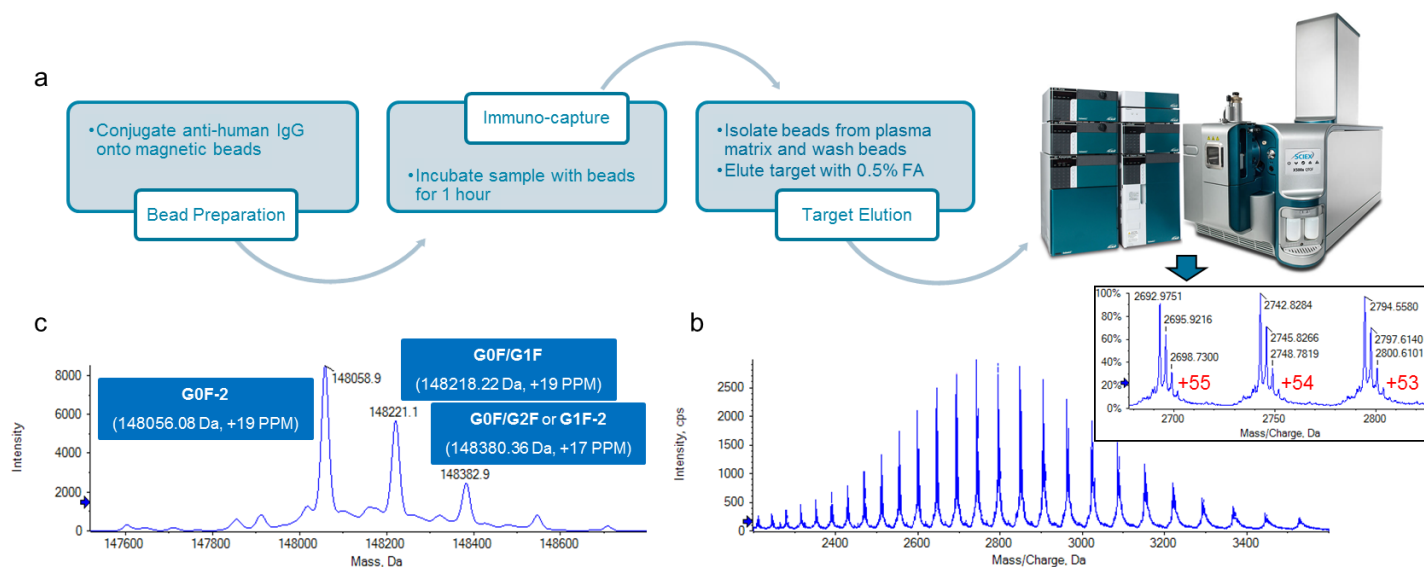 a
•Conjugate anti-human IgG
onto magnetic beads
Bead Preparation
Immuno-capture
•Incubate sample with beads
for 1 hour
•Isolate beads from plasma
matrix and wash beads
•Elute target with 0.5% FA
Target Elution
SCIEX
c
G0F-2
(148056.08 Da, +19 PPM)
G0F/G1F
(148218.22 Da, +19 PPM)
G0F/G2F or G1F-2
(148380.36 Da, +17 PPM)
148058.9
148221.1
148382.9
8000
6000
4000
2000
0
Intensity
147600
147800
148000
148200
148400
148600
Mass, Da
b
2500
2000
1500
1000
500
0
Intensity, cps
2400
2600
2800
3000
3200
3400
Mass/Charge, Da
100%
80%
60%
40%
20%
0%
2692.9751
2695.9216
2698.7300
+55
2742.8284
2745.8266
2748.7819
+54
2794.5580
2797.6140
2800.6101
+53
2700
2750
2800
Mass/Charge, Da